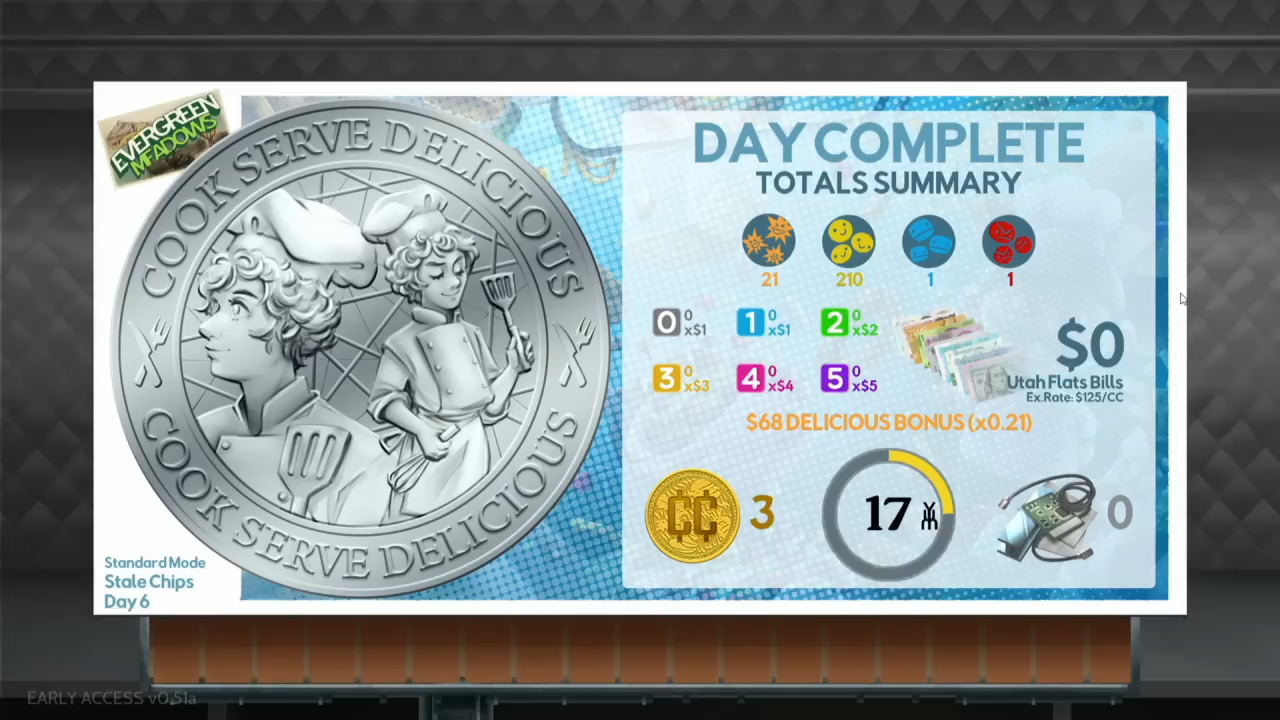 EVERGREEN
MEADOWS
COOK SERVE DELICIOUS
COOK SERVE DELICIOUS
DAY COMPLETE
TOTALS SUMMARY
21 210 1 1
0 0 x$1 1 0 x$1 2 0 x$2
3 0 x$3 4 0 x$4 5 0 x$5
$0
Utah Flats Bills
Ex.Rate: $125/CC
$68 DELICIOUS BONUS (x0.21)
CC 3 17 0
Standard Mode
Stale Chips
Day 6
EARLY ACCESS v0.51a